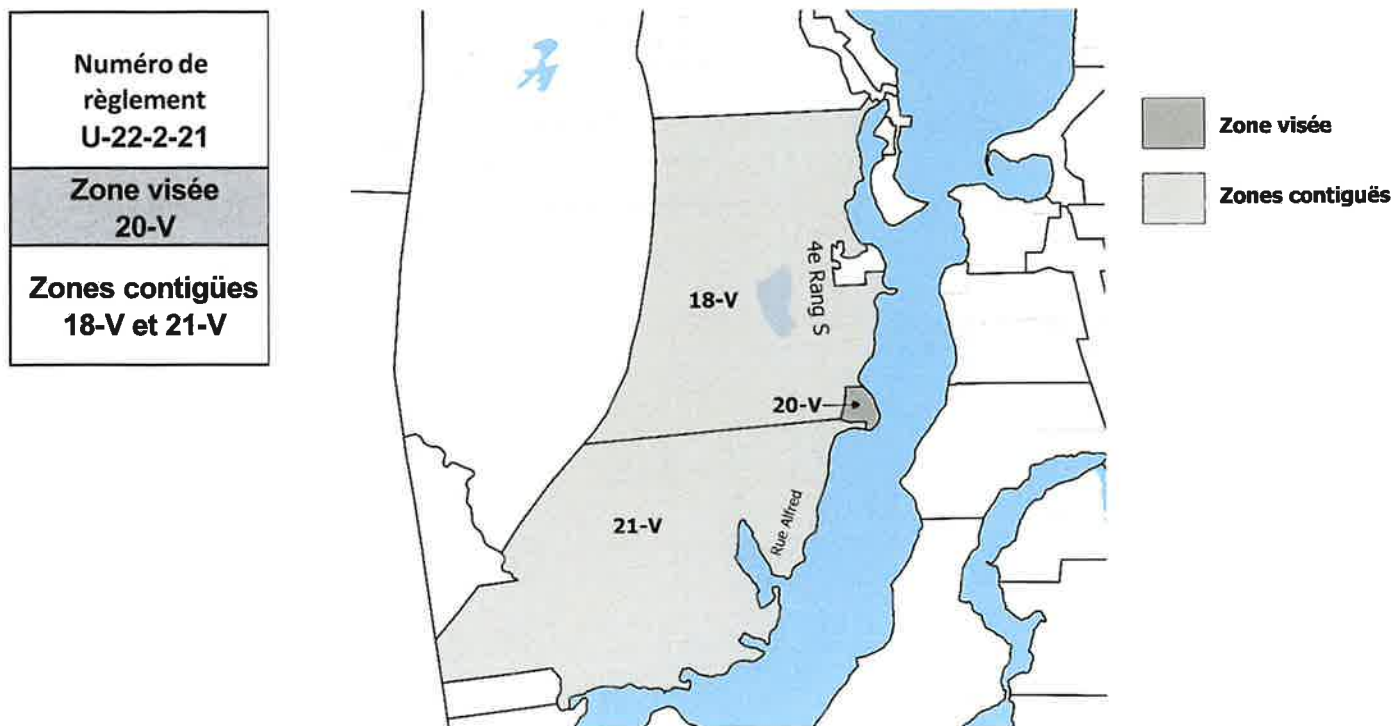 Numéro de
règlement
U-22-2-21
Zone visée
20-V
Zones contigües
18-V et 21-V
18-V
4e Rang S
20-V
21-V
Rue Alfred
Zone visée
Zones contiguës